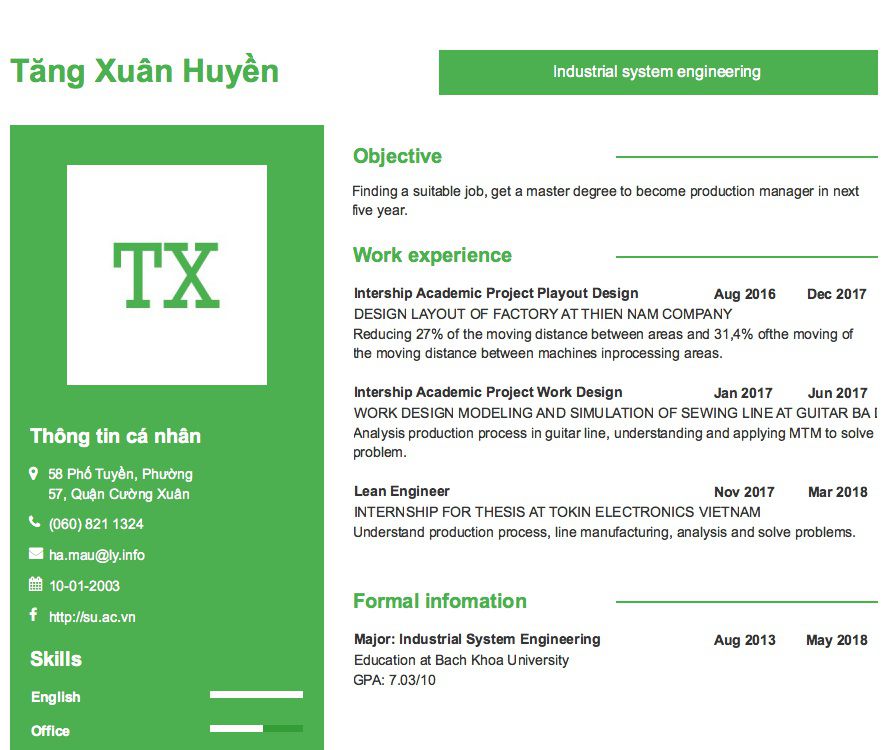 Tăng Xuân Huyền
Industrial system engineering
TX
Thông tin cá nhân
58 Phố Tuyền, Phường
57, Quận Cường Xuân
(060) 821 1324
ha.mau@ly.info
10-01-2003
http://su.ac.vn
Skills
English
Office
Objective
Finding a suitable job, get a master degree to become production manager in next
five year.
Work experience
Intership Academic Project Playout Design Aug 2016 Dec 2017
DESIGN LAYOUT OF FACTORY AT THIEN NAM COMPANY
Reducing 27% of the moving distance between areas and 31,4% ofthe moving of
the moving distance between machines inprocessing areas.
Intership Academic Project Work Design Jan 2017 Jun 2017
WORK DESIGN MODELING AND SIMULATION OF SEWING LINE AT GUITAR BA
Analysis production process in guitar line, understanding and applying MTM to solve
problem.
Lean Engineer Nov 2017 Mar 2018
INTERNSHIP FOR THESIS AT TOKIN ELECTRONICS VIETNAM
Understand production process, line manufacturing, analysis and solve problems.
Formal infomation
Major: Industrial System Engineering Aug 2013 May 2018
Education at Bach Khoa University
GPA: 7.03/10